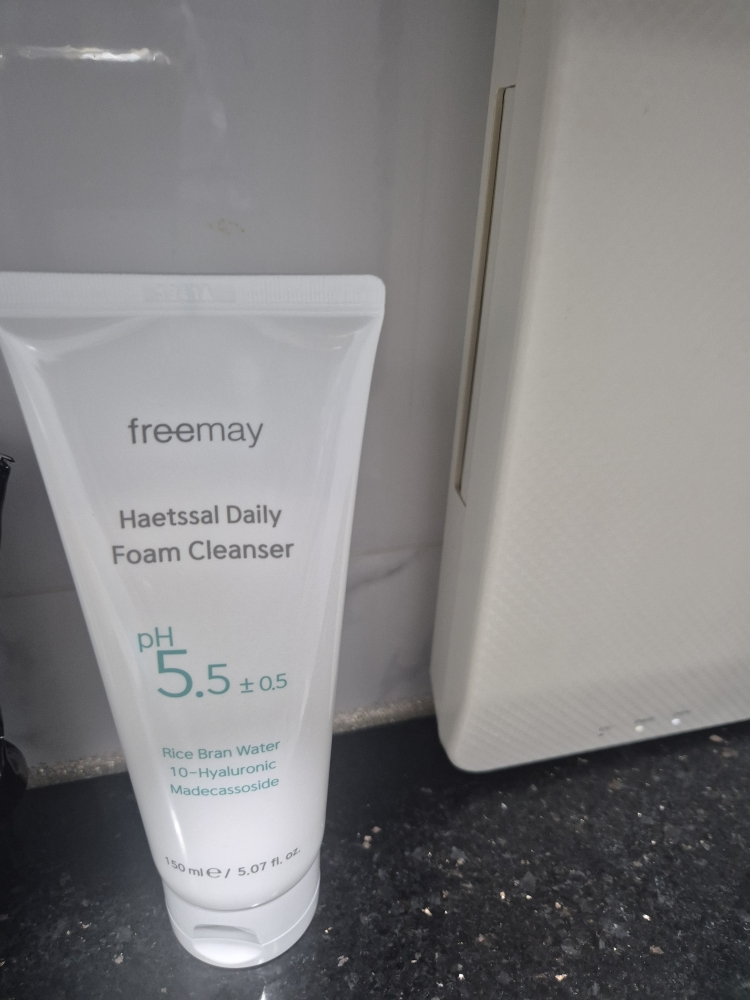 freemay
Haetssal Daily
Foam Cleanser
pH
5.5 ± 0.5
Rice Bran Water
10-Hyaluronic
Madecassoside
150 ml ℮ / 5.07 fl. oz.